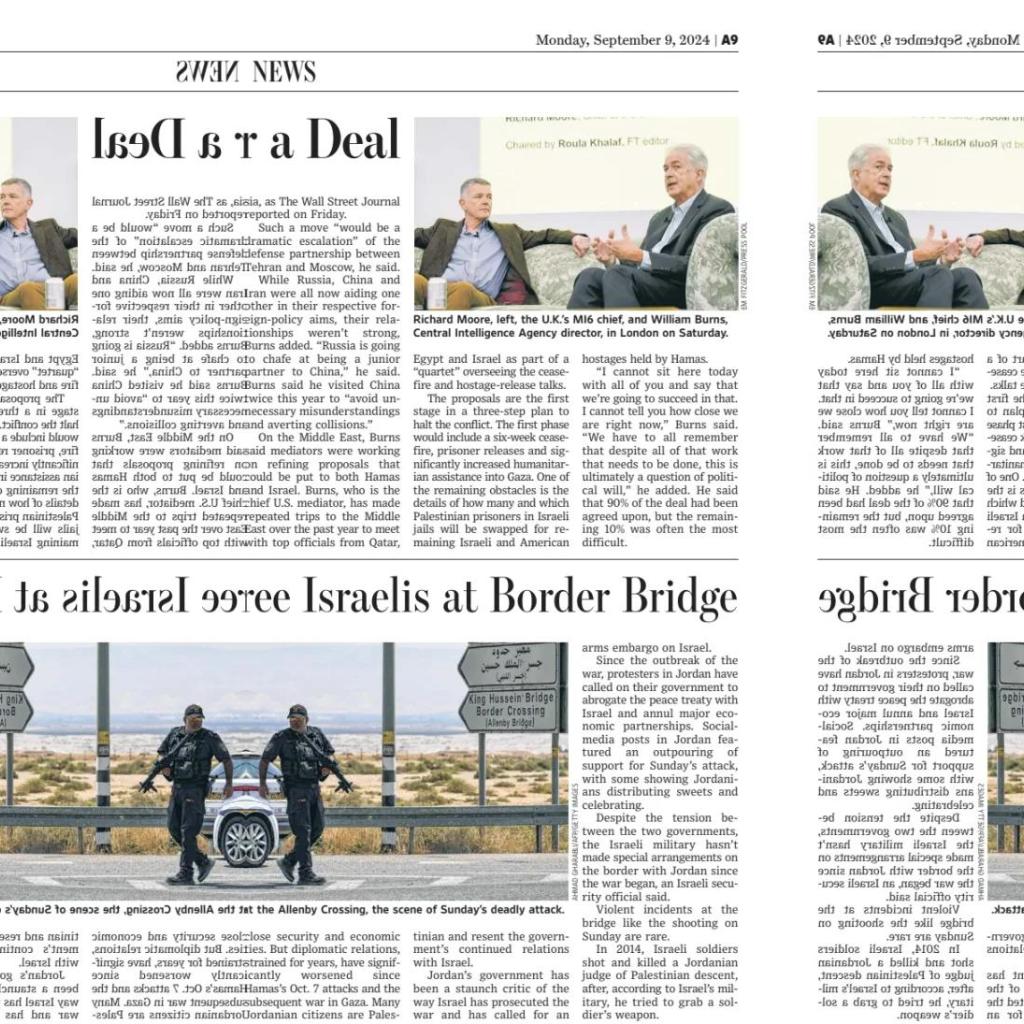 Monday, September 9, 2024 | A9
NEWS
a Deal
sia, as The Wall Street Journal
reported on Friday.
Such a move “would be a
dramatic escalation” of the
defense partnership between
Tehran and Moscow, he said.
While Russia, China and
Iran were all now aiding one
other in their respective for-
eign-policy aims, their rela-
tionships weren’t strong,
Burns added. “Russia is going
to chafe at being a junior
partner to China,” he said.
Burns said he visited China
twice this year to “avoid un-
necessary misunderstandings
and averting collisions.”
On the Middle East, Burns
said mediators were working
on refining proposals that
could be put to both Hamas
and Israel. Burns, who is the
chief U.S. mediator, has made
repeated trips to the Middle
East over the past year to meet
with top officials from Qatar,
Chaired by Roula Khalaf, FT editor
Richard Moore, left, the U.K.’s MI6 chief, and William Burns,
Central Intelligence Agency director, in London on Saturday.
Egypt and Israel as part of a
“quartet” overseeing the cease-
fire and hostage-release talks.
The proposals are the first
stage in a three-step plan to
halt the conflict. The first phase
would include a six-week cease-
fire, prisoner releases and sig-
nificantly increased humanitar-
ian assistance into Gaza. One of
the remaining obstacles is the
details of how many and which
Palestinian prisoners in Israeli
jails will be swapped for re-
maining Israeli and American
hostages held by Hamas.
“I cannot sit here today
with all of you and say that
we’re going to succeed in that.
I cannot tell you how close we
are right now,” Burns said.
“We have to all remember
that despite all of that work
that needs to be done, this is
ultimately a question of politi-
cal will,” he added. He said
that 90% of the deal had been
agreed upon, but the remain-
ing 10% was often the most
difficult.
ee Israelis at Border Bridge
King Hussein Bridge
Border Crossing
(Allenby Bridge)
AHMAD GHARABLI/AFP/GETTY IMAGES
at the Allenby Crossing, the scene of Sunday’s deadly attack.
close security and economic
ties. But diplomatic relations,
strained for years, have signif-
icantly worsened since
Hamas’s Oct. 7 attacks and the
subsequent war in Gaza. Many
Jordanian citizens are Pales-
tinian and resent the govern-
ment’s continued relations
with Israel.
Jordan’s government has
been a staunch critic of the
way Israel has prosecuted the
war and has called for an
arms embargo on Israel.
Since the outbreak of the
war, protesters in Jordan have
called on their government to
abrogate the peace treaty with
Israel and annul major eco-
nomic partnerships. Social-
media posts in Jordan fea-
tured an outpouring of
support for Sunday’s attack,
with some showing Jordani-
ans distributing sweets and
celebrating.
Despite the tension be-
tween the two governments,
the Israeli military hasn’t
made special arrangements on
the border with Jordan since
the war began, an Israeli secu-
rity official said.
Violent incidents at the
bridge like the shooting on
Sunday are rare.
In 2014, Israeli soldiers
shot and killed a Jordanian
judge of Palestinian descent,
after, according to Israel’s mil-
itary, he tried to grab a sol-
dier’s weapon.